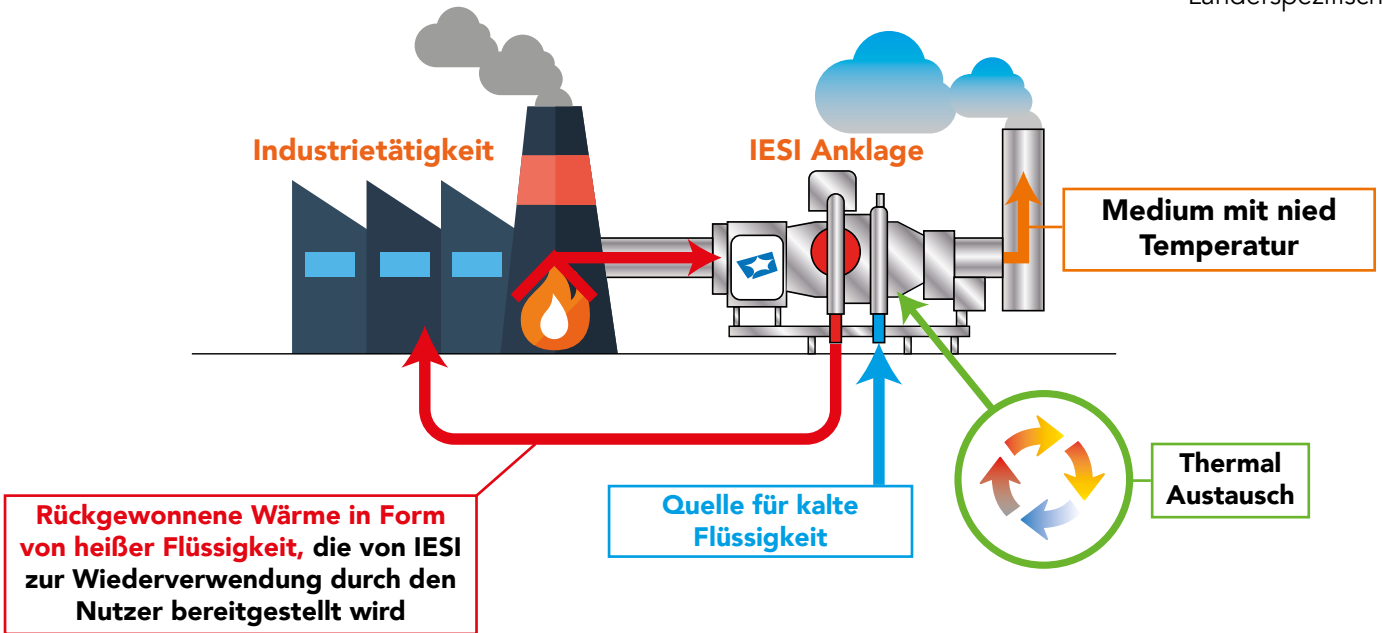 Länderspezifisch
Industrietätigkeit
IESI Anklage
Medium mit nied
Temperatur
Thermal
Austausch
Quelle für kalte
Flüssigkeit
Rückgewonnene Wärme in Form
von heißer Flüssigkeit, die von IESI
zur Wiederverwendung durch den
Nutzer bereitgestellt wird